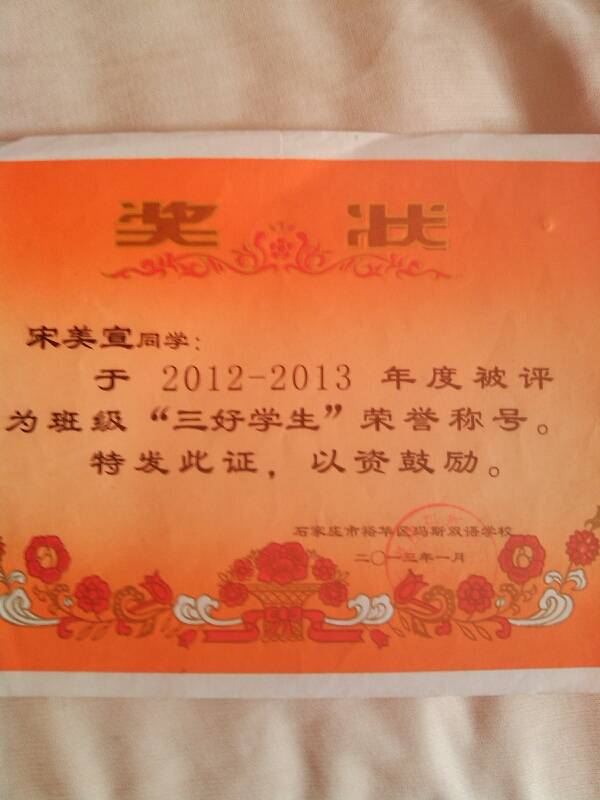 奖状
宋美宣同学：
于 2012-2013 年度被评
为班级“三好学生”荣誉称号。
特发此证，以资鼓励。
石家庄市裕华区玛斯双语学校
二〇一三年一月